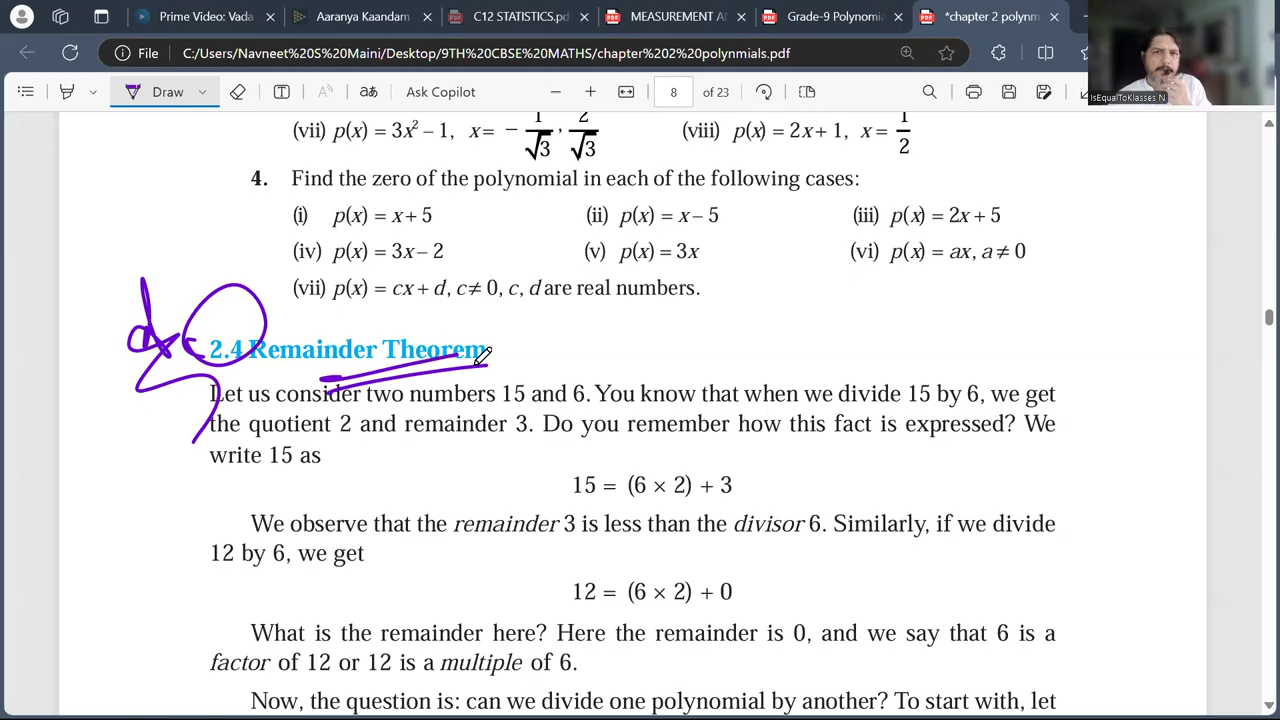 Prime Video: Vada
Aaranya Kaandam
C12 STATISTICS.p
MEASUREMENT A
Grade-9 Polynomia
*chapter 2 polynm
File
C:/Users/Navneet%20S%20Maini/Desktop/9TH%20CBSE%20MATHS/chapter%202%20polynmials.pdf
IsEqualToKlasses N
Draw
aあ
Ask Copilot
8 of 23
(vii) p(x) = 3x² – 1, x = – 1/√3, 2/√3 (viii) p(x) = 2x + 1, x = 1/2
4. Find the zero of the polynomial in each of the following cases:
(i) p(x) = x + 5 (ii) p(x) = x – 5 (iii) p(x) = 2x + 5
(iv) p(x) = 3x – 2 (v) p(x) = 3x (vi) p(x) = ax, a ≠ 0
(vii) p(x) = cx + d, c ≠ 0, c, d are real numbers.
2.4 Remainder Theorem
Let us consider two numbers 15 and 6. You know that when we divide 15 by 6, we get
the quotient 2 and remainder 3. Do you remember how this fact is expressed? We
write 15 as
15 = (6 × 2) + 3
We observe that the remainder 3 is less than the divisor 6. Similarly, if we divide
12 by 6, we get
12 = (6 × 2) + 0
What is the remainder here? Here the remainder is 0, and we say that 6 is a
factor of 12 or 12 is a multiple of 6.
Now, the question is: can we divide one polynomial by another? To start with, let